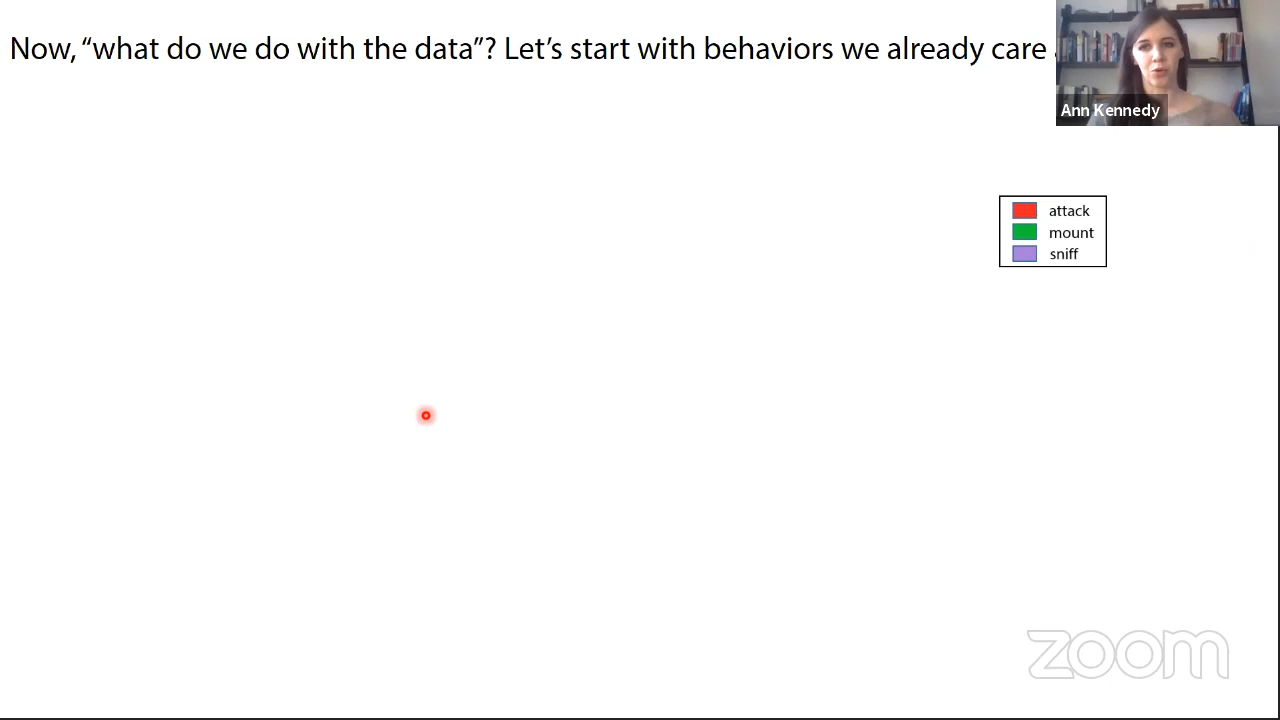 Now, “what do we do with the data”? Let’s start with behaviors we already care
Ann Kennedy
attack
mount
sniff
zoom